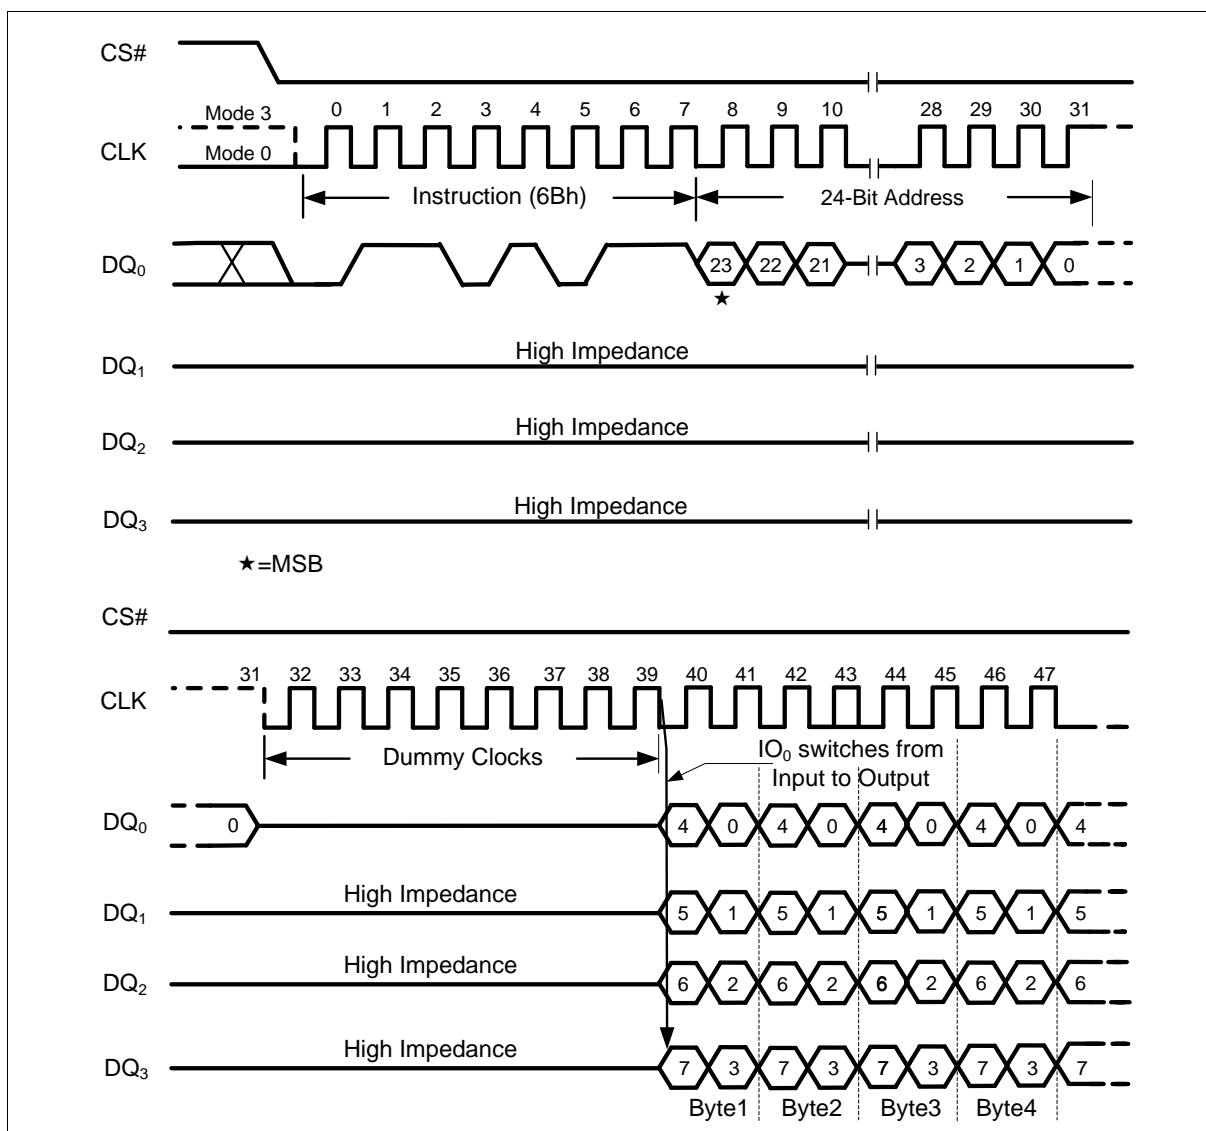 CS#
Mode 3 0 1 2 3 4 5 6 7 8 9 10 28 29 30 31
CLK Mode 0
Instruction (6Bh) 24-Bit Address
DQ0 23 22 21 3 2 1 0
★
High Impedance
DQ1
High Impedance
DQ2
High Impedance
DQ3
★=MSB
CS#
31 32 33 34 35 36 37 38 39 40 41 42 43 44 45 46 47
CLK
Dummy Clocks
IO0 switches from
Input to Output
DQ0 0 4 0 4 0 4 0 4 0 4
High Impedance
DQ1 5 1 5 1 5 1 5 1 5
High Impedance
DQ2 6 2 6 2 6 2 6 2 6
High Impedance
DQ3 7 3 7 3 7 3 7 3 7
Byte1 Byte2 Byte3 Byte4